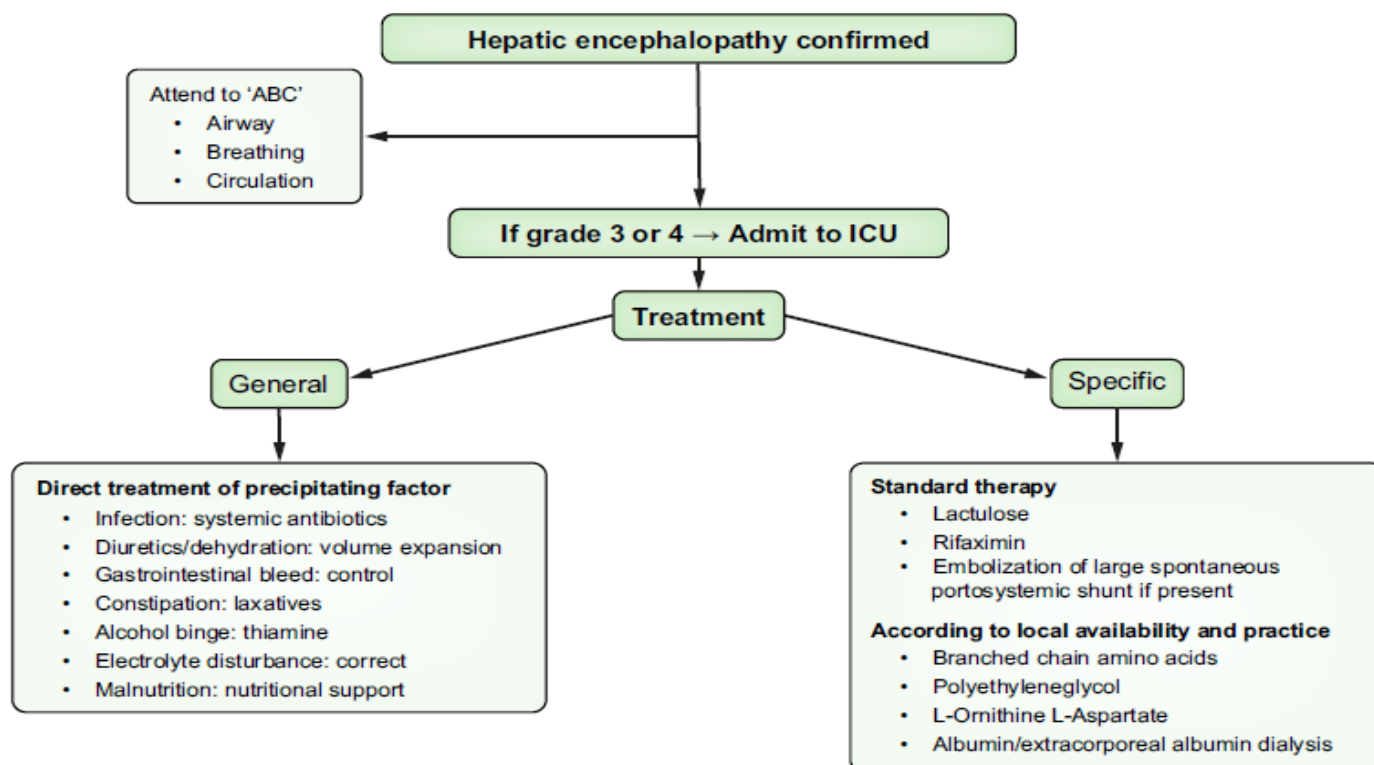 Hepatic encephalopathy confirmed
Attend to ‘ABC’
• Airway
• Breathing
• Circulation
If grade 3 or 4 → Admit to ICU
Treatment
General
Specific
Direct treatment of precipitating factor
• Infection: systemic antibiotics
• Diuretics/dehydration: volume expansion
• Gastrointestinal bleed: control
• Constipation: laxatives
• Alcohol binge: thiamine
• Electrolyte disturbance: correct
• Malnutrition: nutritional support
Standard therapy
• Lactulose
• Rifaximin
• Embolization of large spontaneous
portosystemic shunt if present
According to local availability and practice
• Branched chain amino acids
• Polyethyleneglycol
• L-Ornithine L-Aspartate
• Albumin/extracorporeal albumin dialysis